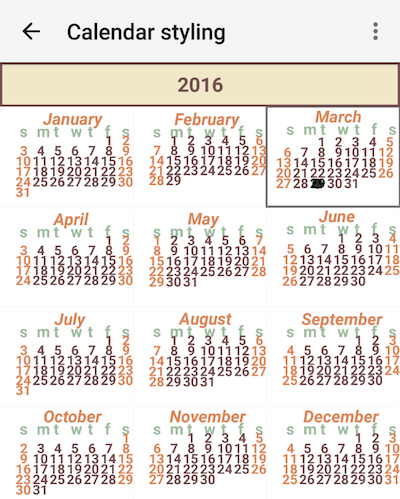 Calendar styling
2016
January
s m t w t f s
1 2
3 4 5 6 7 8 9
10 11 12 13 14 15 16
17 18 19 20 21 22 23
24 25 26 27 28 29 30
31
February
s m t w t f s
1 2 3 4 5 6
7 8 9 10 11 12 13
14 15 16 17 18 19 20
21 22 23 24 25 26 27
28 29
March
s m t w t f s
1 2 3 4 5
6 7 8 9 10 11 12
13 14 15 16 17 18 19
20 21 22 23 24 25 26
27 28 29 30 31
April
s m t w t f s
1 2
3 4 5 6 7 8 9
10 11 12 13 14 15 16
17 18 19 20 21 22 23
24 25 26 27 28 29 30
May
s m t w t f s
1 2 3 4 5 6 7
8 9 10 11 12 13 14
15 16 17 18 19 20 21
22 23 24 25 26 27 28
29 30 31
June
s m t w t f s
1 2 3 4
5 6 7 8 9 10 11
12 13 14 15 16 17 18
19 20 21 22 23 24 25
26 27 28 29 30
July
s m t w t f s
1 2
3 4 5 6 7 8 9
10 11 12 13 14 15 16
17 18 19 20 21 22 23
24 25 26 27 28 29 30
31
August
s m t w t f s
1 2 3 4 5 6
7 8 9 10 11 12 13
14 15 16 17 18 19 20
21 22 23 24 25 26 27
28 29 30 31
September
s m t w t f s
1 2 3
4 5 6 7 8 9 10
11 12 13 14 15 16 17
18 19 20 21 22 23 24
25 26 27 28 29 30
October
s m t w t f s
1
2 3 4 5 6 7 8
9 10 11 12 13 14 15
16 17 18 19 20 21 22
23 24 25 26 27 28 29
30 31
November
s m t w t f s
1 2 3 4 5
6 7 8 9 10 11 12
13 14 15 16 17 18 19
20 21 22 23 24 25 26
27 28 29 30
December
s m t w t f s
1 2 3
4 5 6 7 8 9 10
11 12 13 14 15 16 17
18 19 20 21 22 23 24
25 26 27 28 29 30 31